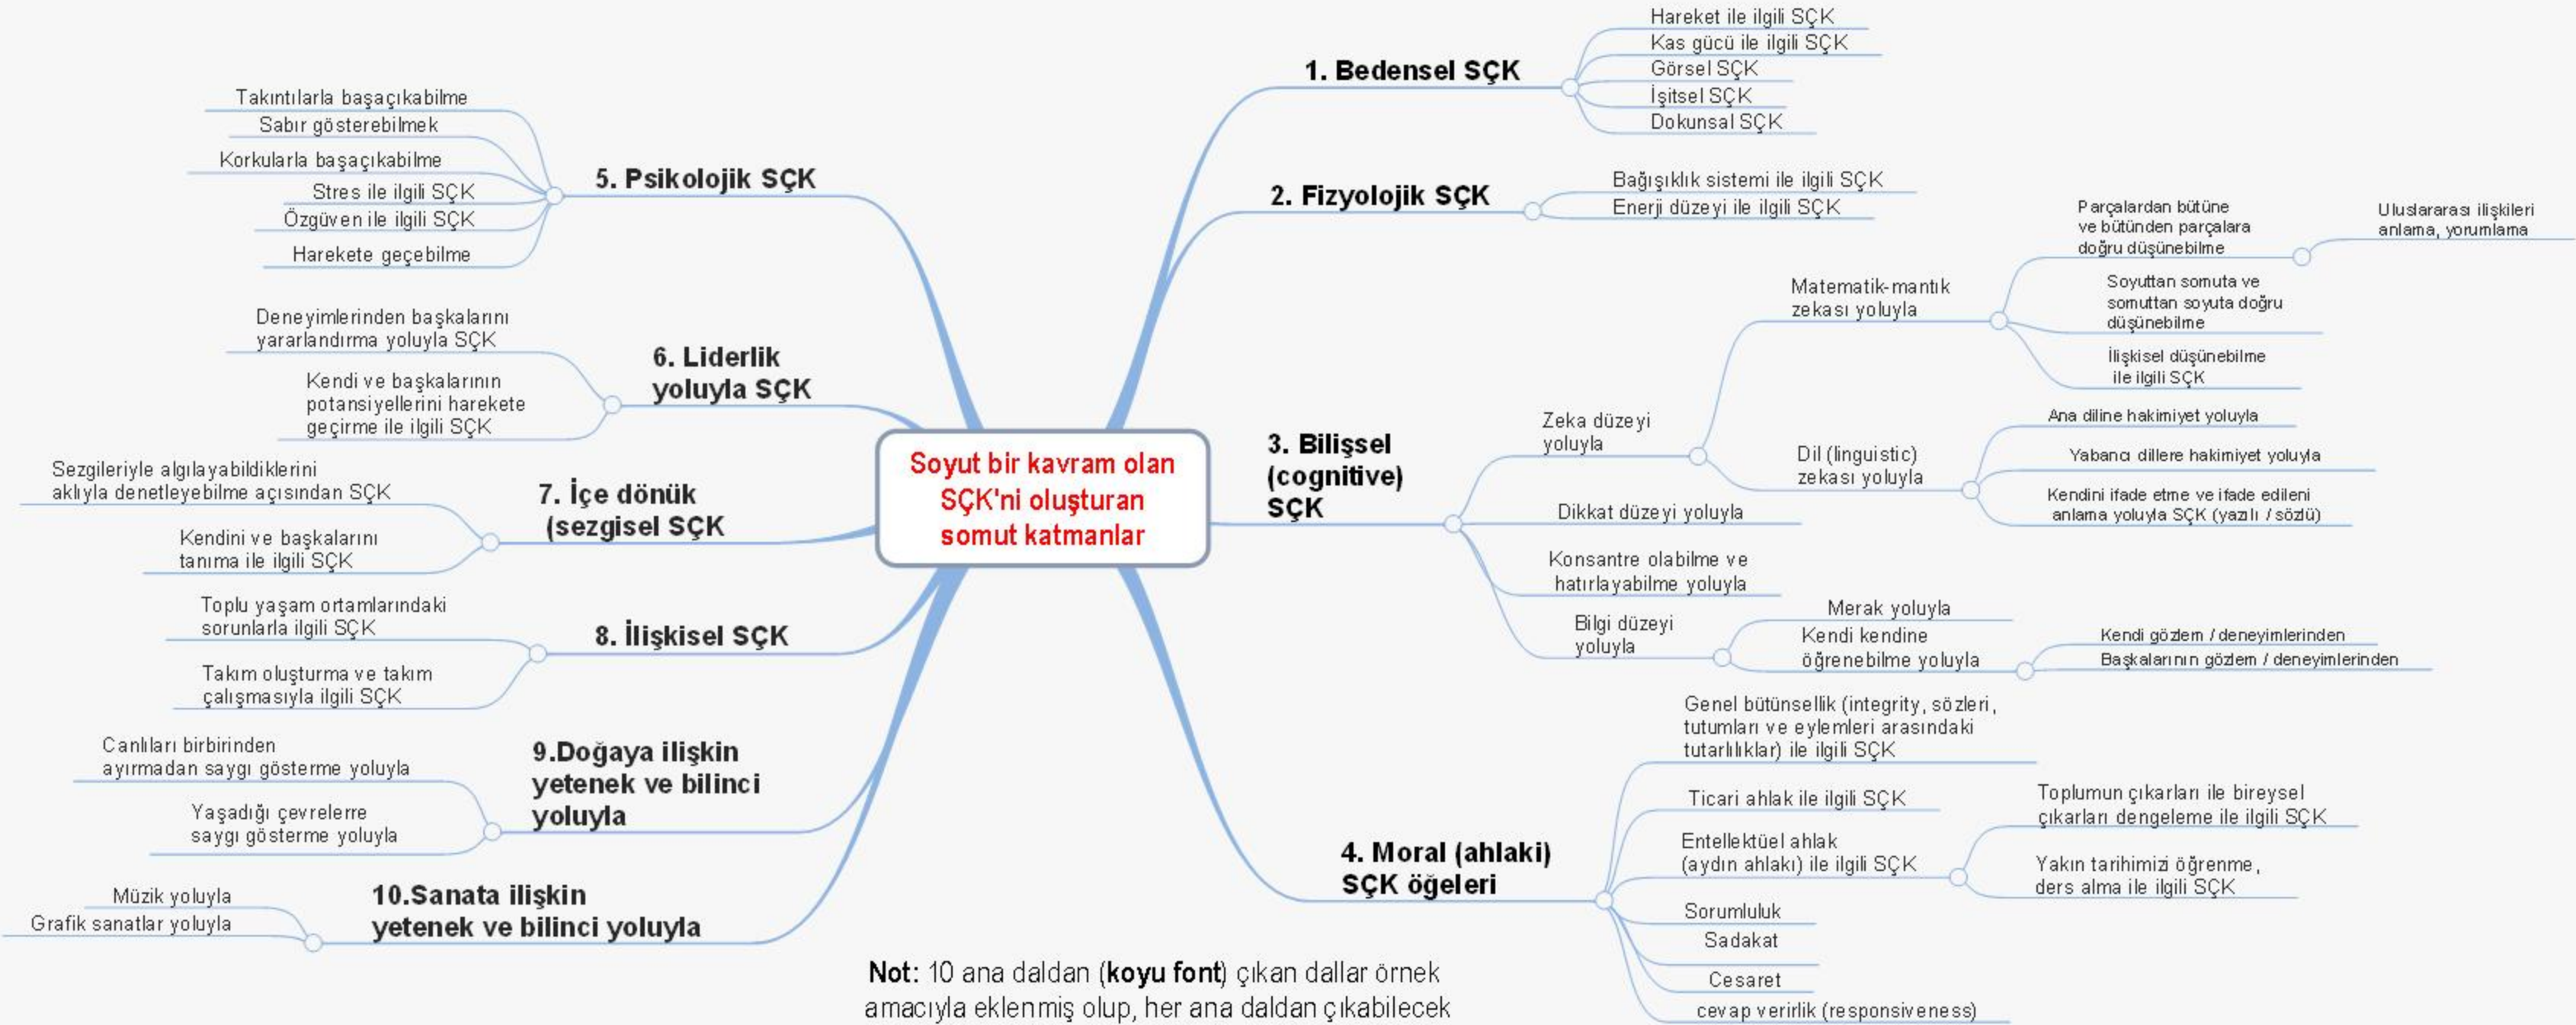 Soyut bir kavram olan
SÇK'ni oluşturan
somut katmanlar
1. Bedensel SÇK
Hareket ile ilgili SÇK
Kas gücü ile ilgili SÇK
Görsel SÇK
İşitsel SÇK
Dokunsal SÇK
2. Fizyolojik SÇK
Bağışıklık sistemi ile ilgili SÇK
Enerji düzeyi ile ilgili SÇK
3. Bilişsel
(cognitive)
SÇK
Zeka düzeyi
yoluyla
Matematik-mantık
zekası yoluyla
Parçalardan bütüne
ve bütünden parçalara
doğru düşünebilme
Uluslararası ilişkileri
anlama, yorumlama
Soyuttan somuta ve
somuttan soyuta doğru
düşünebilme
İlişkisel düşünebilme
ile ilgili SÇK
Dil (linguistic)
zekası yoluyla
Ana diline hakimiyet yoluyla
Yabancı dillere hakimiyet yoluyla
Kendini ifade etme ve ifade edileni
anlama yoluyla SÇK (yazılı / sözlü)
Dikkat düzeyi yoluyla
Konsantre olabilme ve
hatırlayabilme yoluyla
Bilgi düzeyi
yoluyla
Merak yoluyla
Kendi kendine
öğrenebilme yoluyla
Kendi gözlem / deneyimlerinden
Başkalarının gözlem / deneyimlerinden
4. Moral (ahlaki)
SÇK öğeleri
Genel bütünsellik (integrity, sözleri,
tutumları ve eylemleri arasındaki
tutarlılıklar) ile ilgili SÇK
Ticari ahlak ile ilgili SÇK
Entellektüel ahlak
(aydın ahlakı) ile ilgili SÇK
Toplumun çıkarları ile bireysel
çıkarları dengeleme ile ilgili SÇK
Yakın tarihimizi öğrenme,
ders alma ile ilgili SÇK
Sorumluluk
Sadakat
Cesaret
cevap verirlik (responsiveness)
5. Psikolojik SÇK
Takıntılarla başaçıkabilme
Sabır gösterebilmek
Korkularla başaçıkabilme
Stres ile ilgili SÇK
Özgüven ile ilgili SÇK
Harekete geçebilme
6. Liderlik
yoluyla SÇK
Deneyimlerinden başkalarını
yararlandırma yoluyla SÇK
Kendi ve başkalarının
potansiyellerini harekete
geçirme ile ilgili SÇK
7. İçe dönük
(sezgisel SÇK
Sezgileriyle algılayabildiklerini
aklıyla denetleyebilme açısından SÇK
Kendini ve başkalarını
tanıma ile ilgili SÇK
8. İlişkisel SÇK
Toplu yaşam ortamlarındaki
sorunlarla ilgili SÇK
Takım oluşturma ve takım
çalışmasıyla ilgili SÇK
9.Doğaya ilişkin
yetenek ve bilinci
yoluyla
Canlıları birbirinden
ayırmadan saygı gösterme yoluyla
Yaşadığı çevrelerre
saygı gösterme yoluyla
10.Sanata ilişkin
yetenek ve bilinci yoluyla
Müzik yoluyla
Grafik sanatlar yoluyla
Not: 10 ana daldan (koyu font) çıkan dallar örnek
amacıyla eklenmiş olup, her ana daldan çıkabilecek